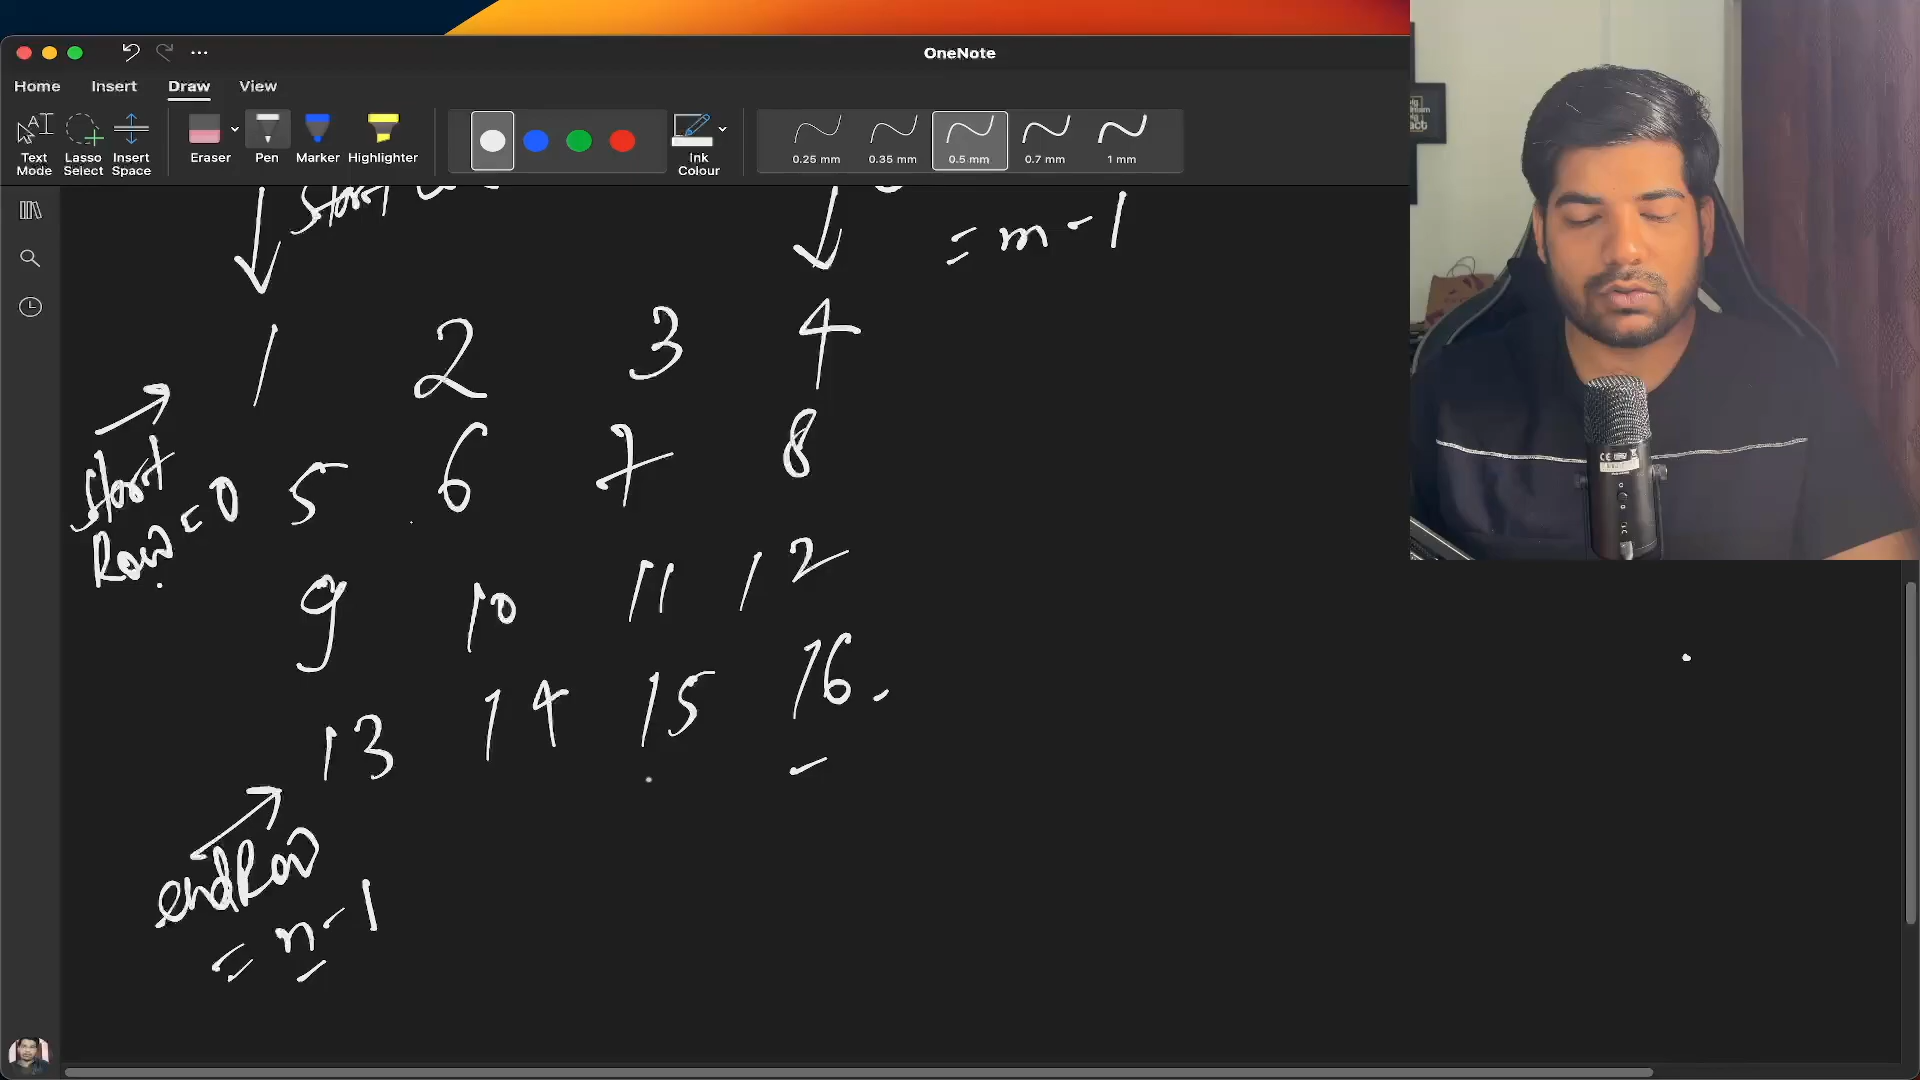 OneNote
Home Insert Draw View
Text Mode
Lasso Select
Insert Space
Eraser
Pen
Marker
Highlighter
Ink Colour
0.25 mm
0.35 mm
0.5 mm
0.7 mm
1 mm
start
= m-1
1 2 3 4
5 6 7 8
9 10 11 12
13 14 15 16
start
Row = 0
endRow
= n-1